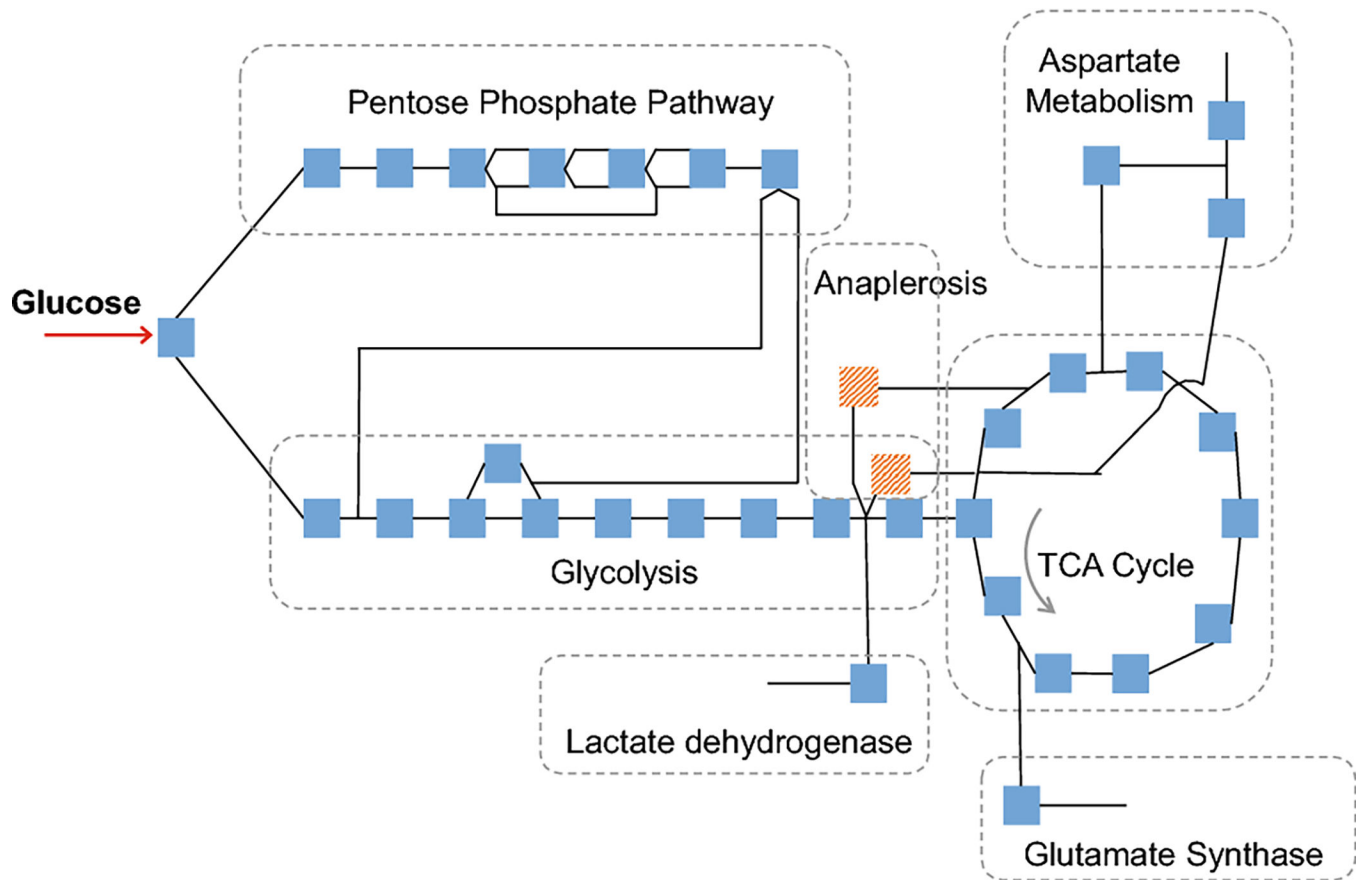 Pentose Phosphate Pathway
Aspartate
Metabolism
Glucose
Anaplerosis
Glycolysis
TCA Cycle
Lactate dehydrogenase
Glutamate Synthase